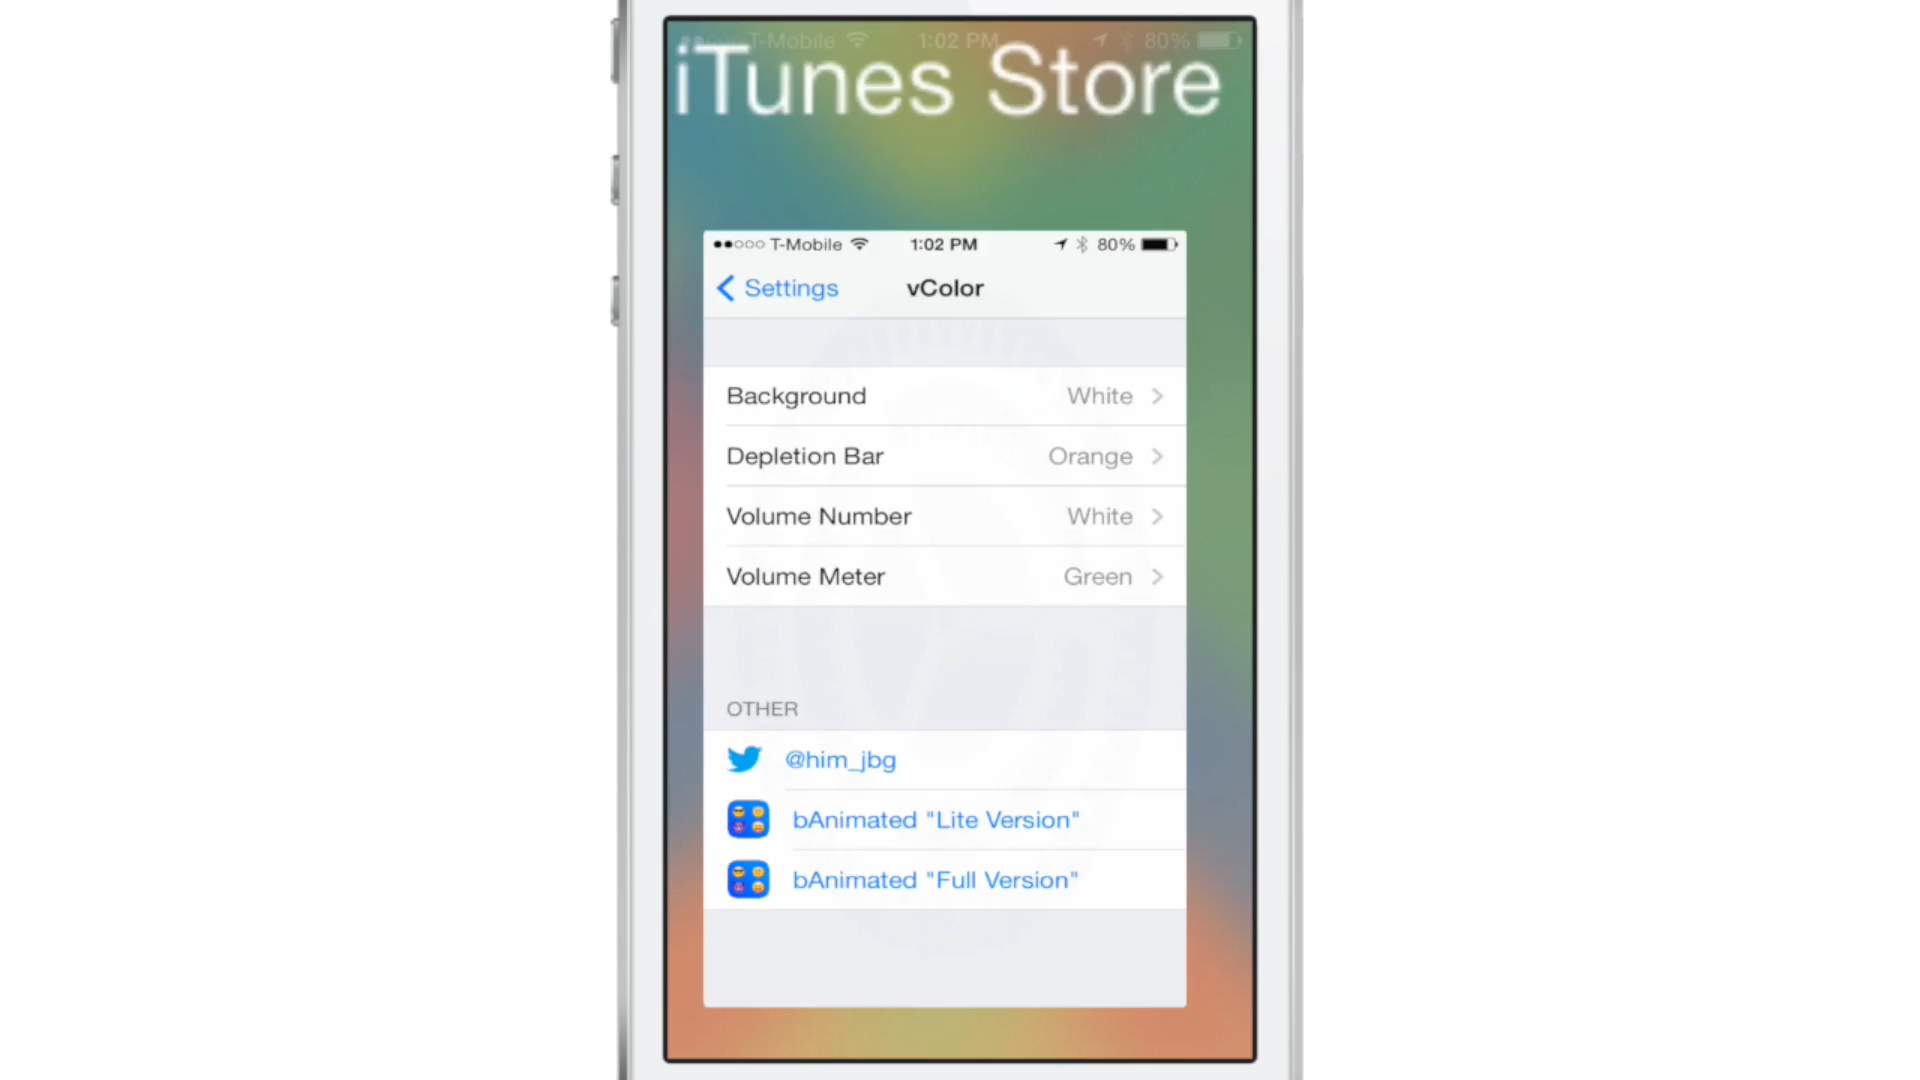 T-Mobile 1:02 PM 80%
iTunes Store
T-Mobile 1:02 PM 80%
Settings vColor
Background White
Depletion Bar Orange
Volume Number White
Volume Meter Green
OTHER
@him_jbg
bAnimated "Lite Version"
bAnimated "Full Version"